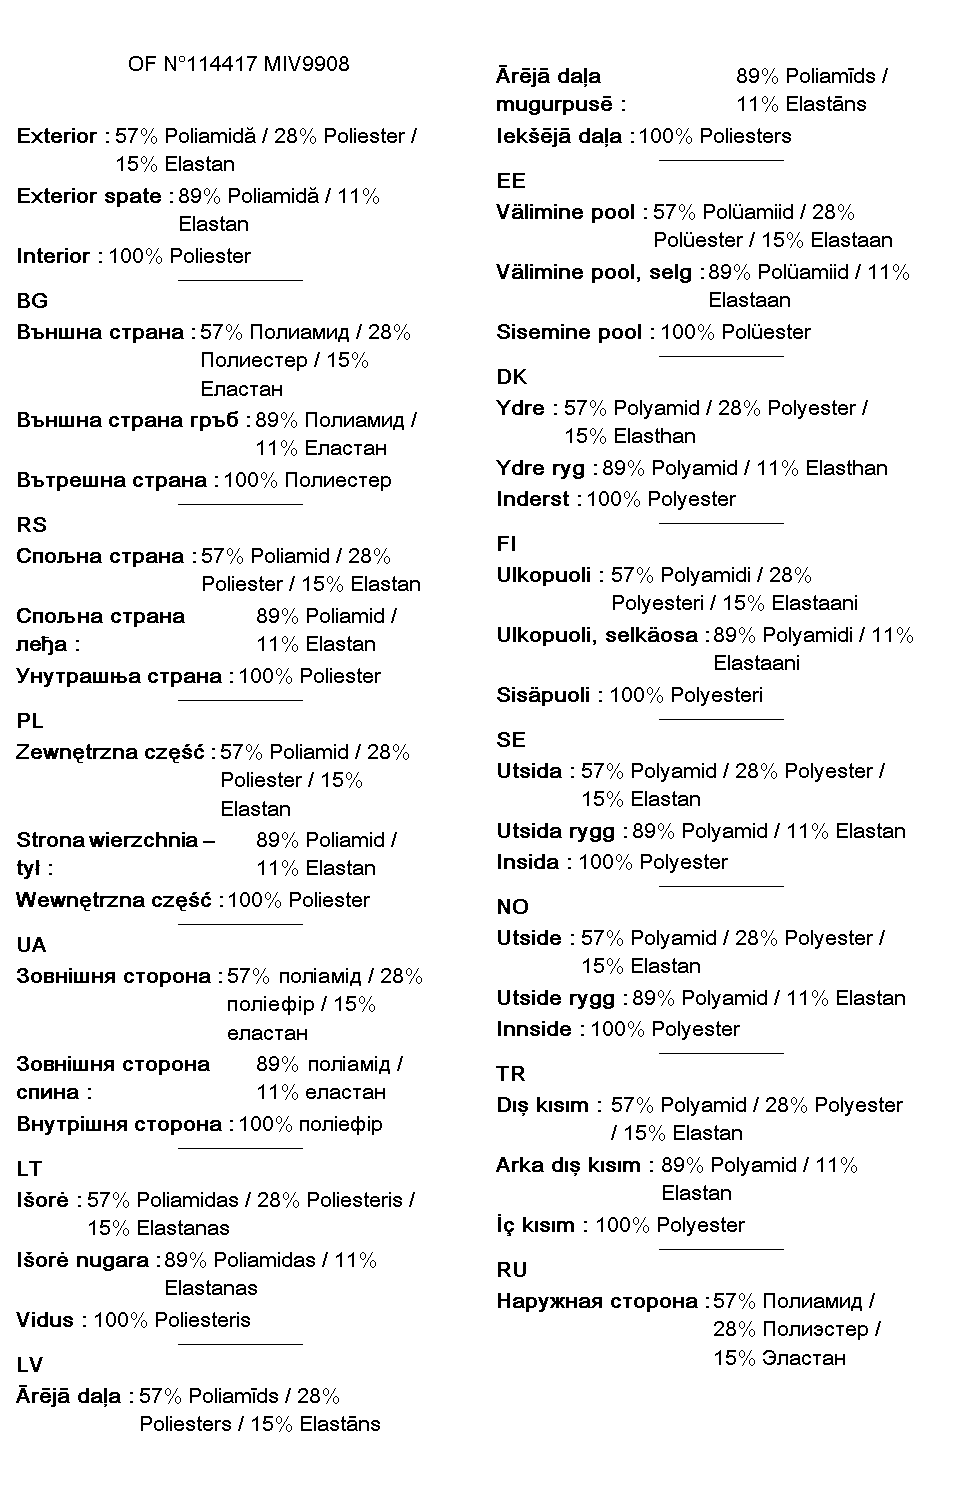 OF N°114417 MIV9908
Exterior : 57% Poliamidă / 28% Poliester /
15% Elastan
Exterior spate : 89% Poliamidă / 11%
Elastan
Interior : 100% Poliester
BG
Външна страна : 57% Полиамид / 28%
Полиестер / 15%
Еластан
Външна страна гръб : 89% Полиамид /
11% Еластан
Вътрешна страна : 100% Полиестер
RS
Спољна страна : 57% Poliamid / 28%
Poliester / 15% Elastan
Спољна страна 89% Poliamid /
леђа : 11% Elastan
Унутрашња страна : 100% Poliester
PL
Zewnętrzna część : 57% Poliamid / 28%
Poliester / 15%
Elastan
Strona wierzchnia – 89% Poliamid /
tył : 11% Elastan
Wewnętrzna część : 100% Poliester
UA
Зовнішня сторона : 57% поліамід / 28%
поліефір / 15%
еластан
Зовнішня сторона 89% поліамід /
спина : 11% еластан
Внутрішня сторона : 100% поліефір
LT
Išorė : 57% Poliamidas / 28% Poliesteris /
15% Elastanas
Išorė nugara : 89% Poliamidas / 11%
Elastanas
Vidus : 100% Poliesteris
LV
Ārējā daļa : 57% Poliamīds / 28%
Poliesters / 15% Elastāns
Ārējā daļa 89% Poliamīds /
mugurpusē : 11% Elastāns
Iekšējā daļa : 100% Poliesters
EE
Välimine pool : 57% Polüamiid / 28%
Polüester / 15% Elastaan
Välimine pool, selg : 89% Polüamiid / 11%
Elastaan
Sisemine pool : 100% Polüester
DK
Ydre : 57% Polyamid / 28% Polyester /
15% Elasthan
Ydre ryg : 89% Polyamid / 11% Elasthan
Inderst : 100% Polyester
FI
Ulkopuoli : 57% Polyamidi / 28%
Polyesteri / 15% Elastaani
Ulkopuoli, selkäosa : 89% Polyamidi / 11%
Elastaani
Sisäpuoli : 100% Polyesteri
SE
Utsida : 57% Polyamid / 28% Polyester /
15% Elastan
Utsida rygg : 89% Polyamid / 11% Elastan
Insida : 100% Polyester
NO
Utside : 57% Polyamid / 28% Polyester /
15% Elastan
Utside rygg : 89% Polyamid / 11% Elastan
Innside : 100% Polyester
TR
Dış kısım : 57% Polyamid / 28% Polyester
/ 15% Elastan
Arka dış kısım : 89% Polyamid / 11%
Elastan
İç kısım : 100% Polyester
RU
Наружная сторона : 57% Полиамид /
28% Полиэстер /
15% Эластан